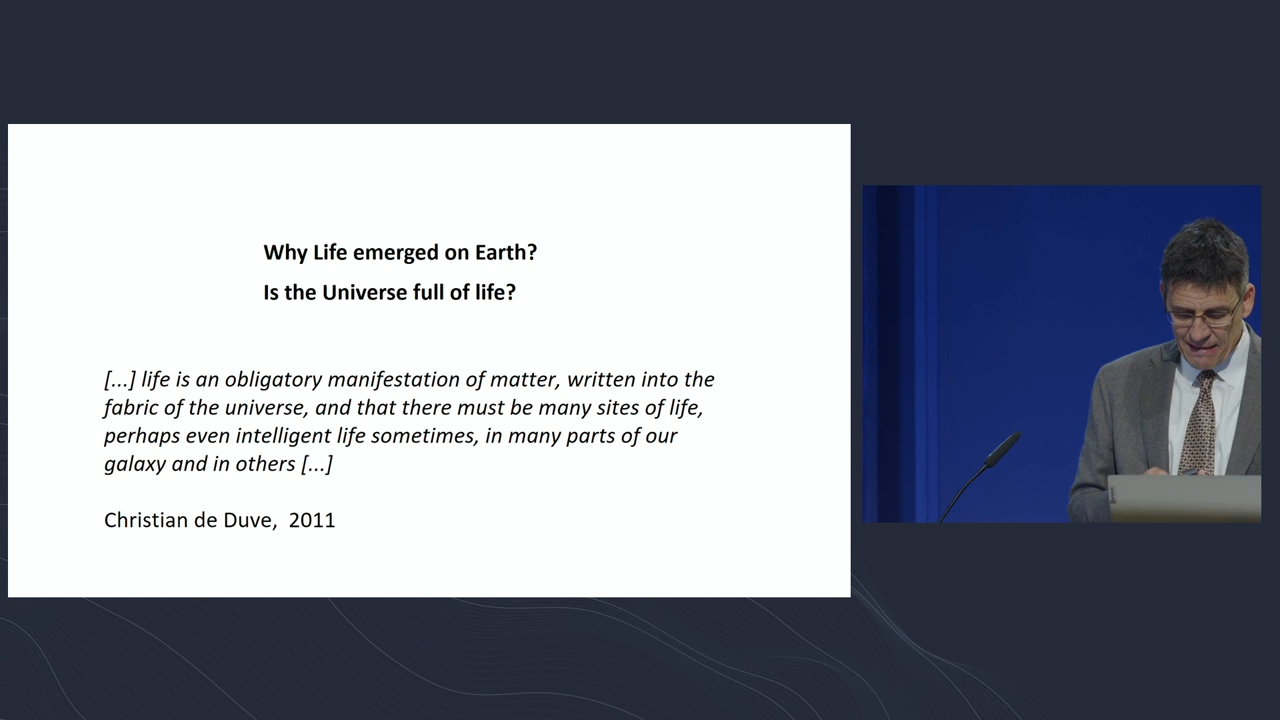 Why Life emerged on Earth?
Is the Universe full of life?
[...] life is an obligatory manifestation of matter, written into the
fabric of the universe, and that there must be many sites of life,
perhaps even intelligent life sometimes, in many parts of our
galaxy and in others [...]
Christian de Duve,  2011